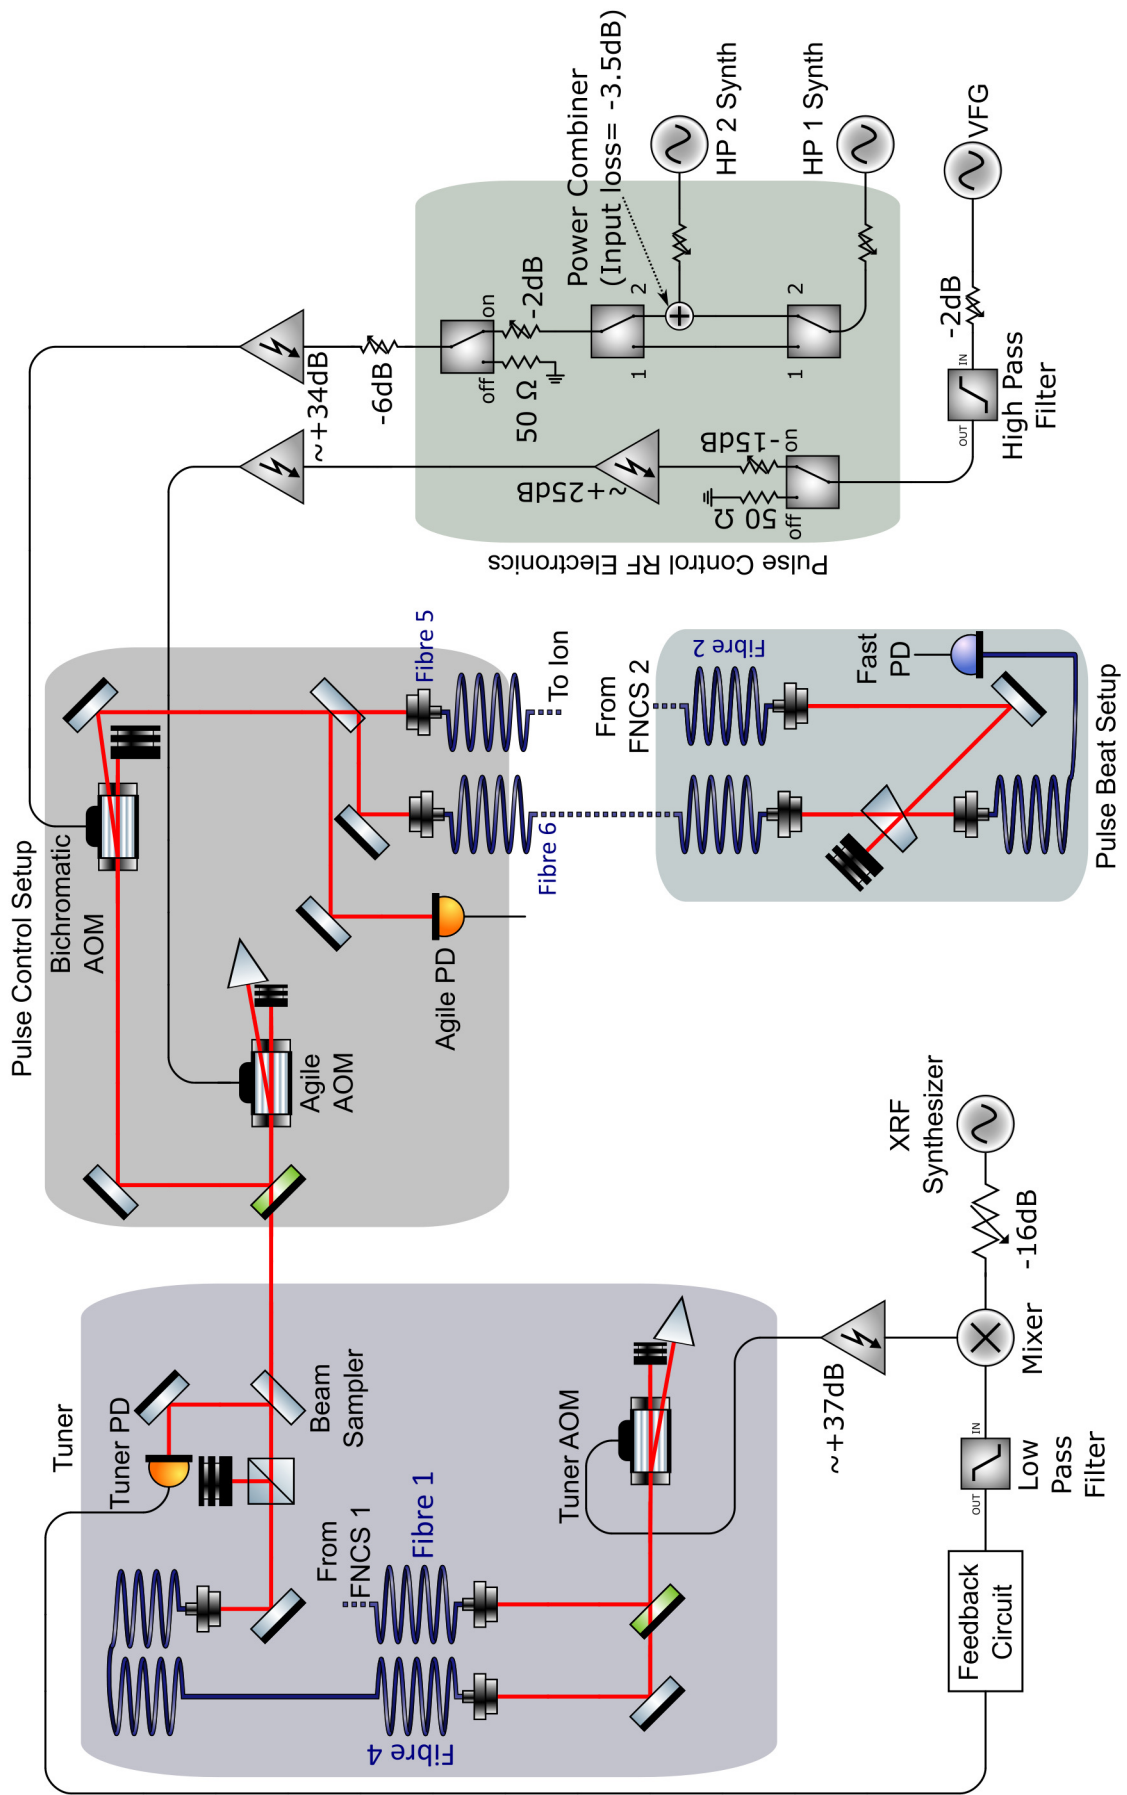 Pulse Control Setup
Bichromatic
AOM
Agile
AOM
Agile PD
Fibre 5
Fibre 6
To Ion
~+34dB
-6dB
on
off
-2dB
50 Ω
Power Combiner
(Input loss= -3.5dB)
1
2
1
2
HP 2 Synth
HP 1 Synth
VFG
-2dB
IN
OUT
High Pass
Filter
~+25dB
-15dB
on
off
50 Ω
Pulse Control RF Electronics
From
FNCS 2
Fibre 2
Fast
PD
Pulse Beat Setup
Tuner
Tuner PD
Beam
Sampler
From
FNCS 1
Fibre 1
Fibre 4
Tuner AOM
~+37dB
XRF
Synthesizer
-16dB
Mixer
IN
OUT
Low
Pass
Filter
Feedback
Circuit